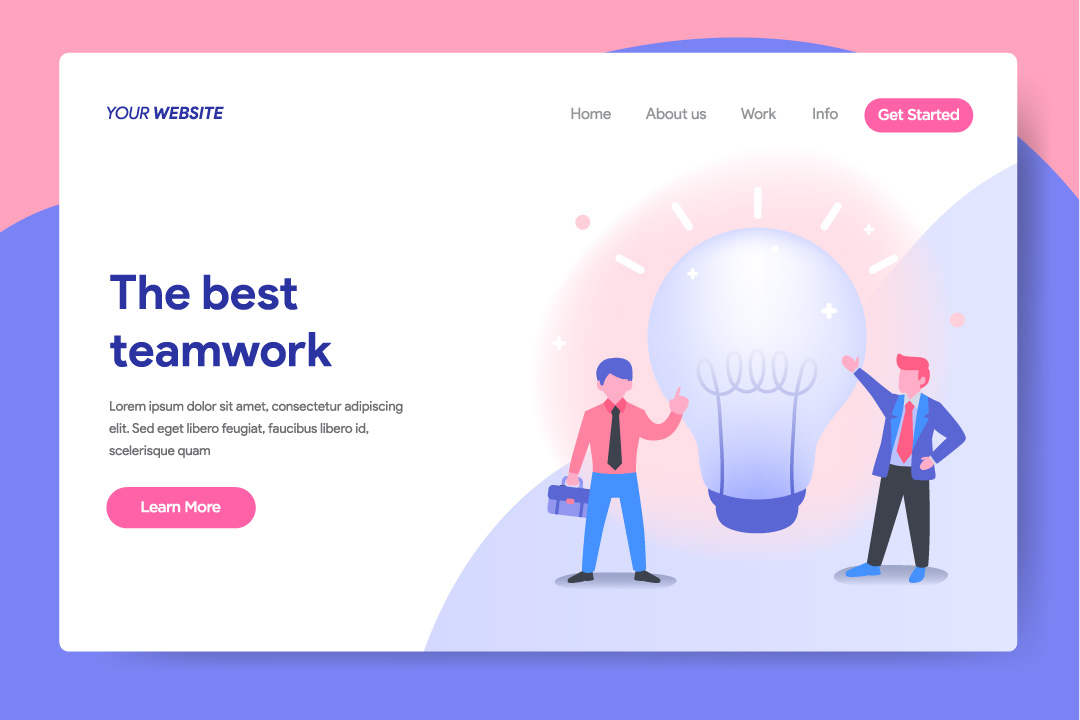 YOUR WEBSITE
Home About us Work Info Get Started
The best
teamwork
Lorem ipsum dolor sit amet, consectetur adipiscing
elit. Sed eget libero feugiat, faucibus libero id,
scelerisque quam
Learn More